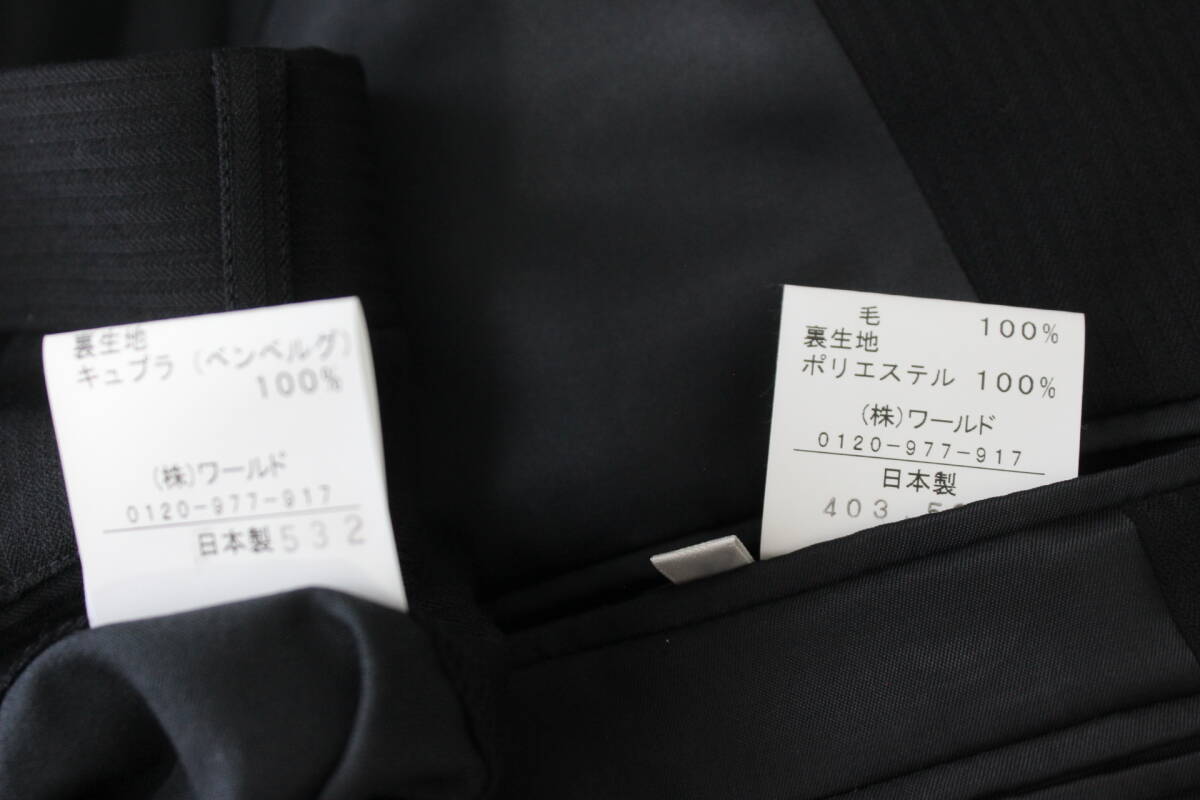 裏生地
キュプラ (ベンベルグ)
100%
(株)ワールド
0120-977-917
日本製532
毛 100%
裏生地
ポリエステル 100%
(株)ワールド
0120-977-917
日本製
403